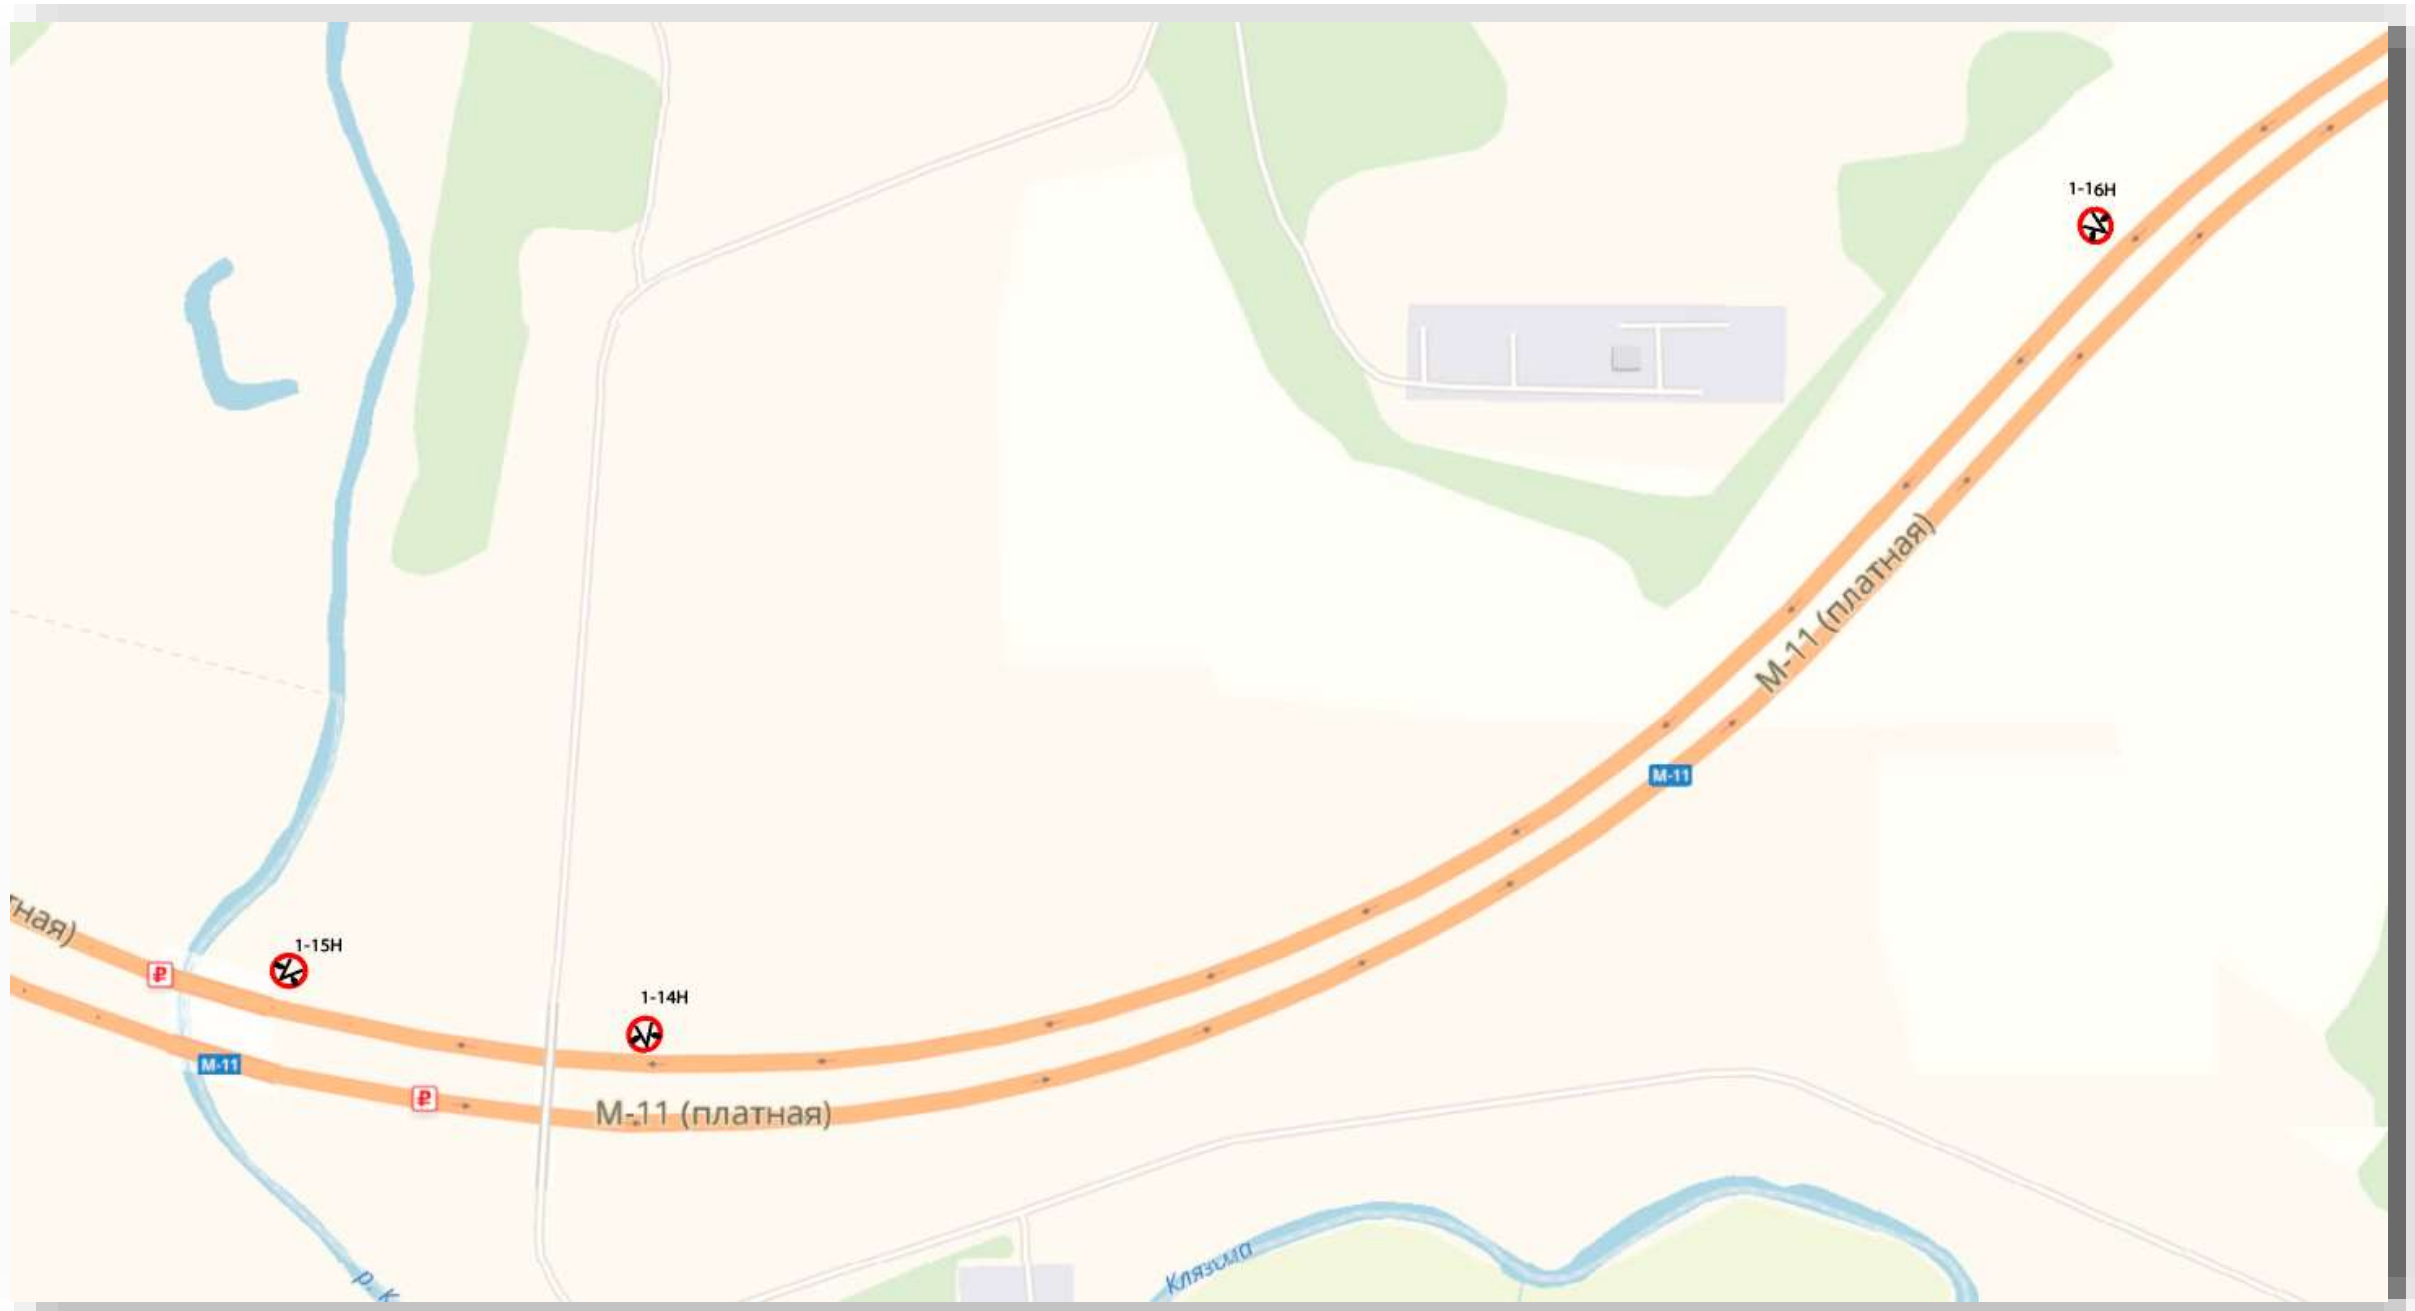 1-16Н
М-11 (платная)
М-11
тная)
1-15Н
1-14Н
₽
М-11
₽
М-11 (платная)
Клязьма
р. К